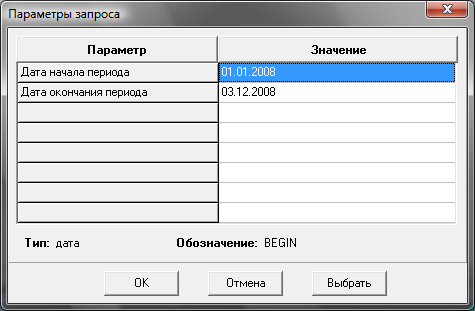 Параметры запроса
Параметр Значение
Дата начала периода 01.01.2008
Дата окончания периода 03.12.2008
Тип: дата Обозначение: BEGIN
OK Отмена Выбрать